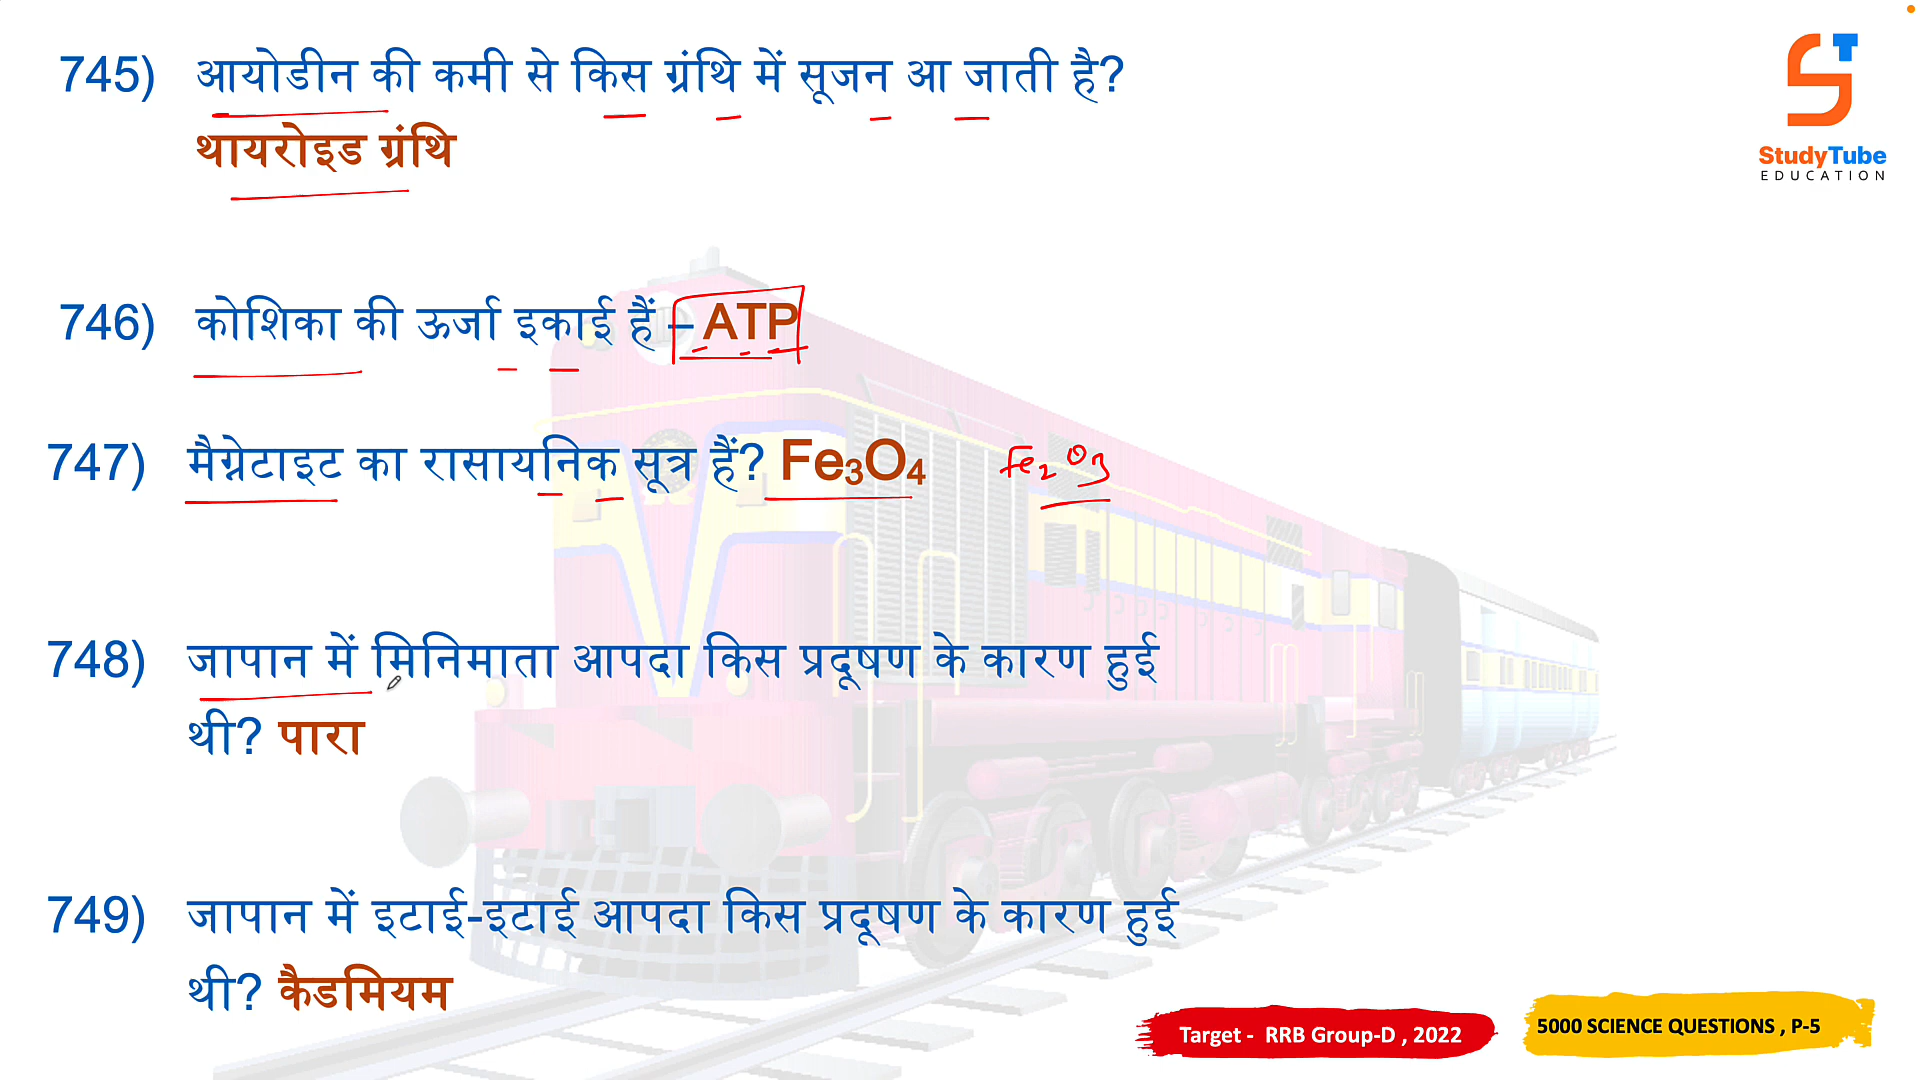 745) आयोडीन की कमी से किस ग्रंथि में सूजन आ जाती है?
थायरोइड ग्रंथि
StudyTube
EDUCATION
746) कोशिका की ऊर्जा इकाई हैं – ATP
747) मैग्नेटाइट का रासायनिक सूत्र हैं? Fe₃O₄ Fe₂O₃
748) जापान में मिनिमाता आपदा किस प्रदूषण के कारण हुई
थी? पारा
749) जापान में इटाई-इटाई आपदा किस प्रदूषण के कारण हुई
थी? कैडमियम
Target - RRB Group-D , 2022
5000 SCIENCE QUESTIONS , P-5